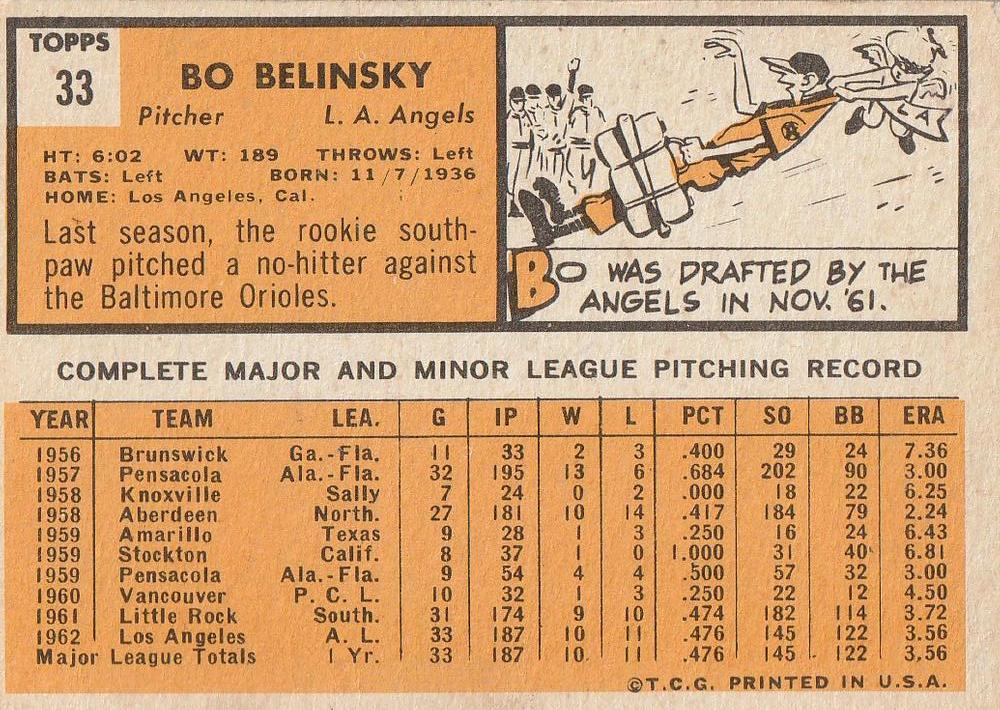 TOPPS
33
BO BELINSKY
Pitcher L. A. Angels
HT: 6:02 WT: 189 THROWS: Left
BATS: Left BORN: 11/7/1936
HOME: Los Angeles, Cal.
Last season, the rookie south-
paw pitched a no-hitter against
the Baltimore Orioles.
LA
BO WAS DRAFTED BY THE
ANGELS IN NOV. '61.
COMPLETE MAJOR AND MINOR LEAGUE PITCHING RECORD
YEAR TEAM LEA. G IP W L PCT SO BB ERA
1956 Brunswick Ga.-Fla. 11 33 2 3 .400 29 24 7.36
1957 Pensacola Ala.-Fla. 32 195 13 6 .684 202 90 3.00
1958 Knoxville Sally 7 24 0 2 .000 18 22 6.25
1958 Aberdeen North. 27 181 10 14 .417 184 79 2.24
1959 Amarillo Texas 9 28 1 3 .250 16 24 6.43
1959 Stockton Calif. 8 37 1 0 1.000 31 40 6.81
1959 Pensacola Ala.-Fla. 9 54 4 4 .500 57 32 3.00
1960 Vancouver P. C. L. 10 32 1 3 .250 22 12 4.50
1961 Little Rock South. 31 174 9 10 .474 182 114 3.72
1962 Los Angeles A. L. 33 187 10 11 .476 145 122 3.56
Major League Totals 1 Yr. 33 187 10 11 .476 145 122 3.56
©T.C.G. PRINTED IN U.S.A.